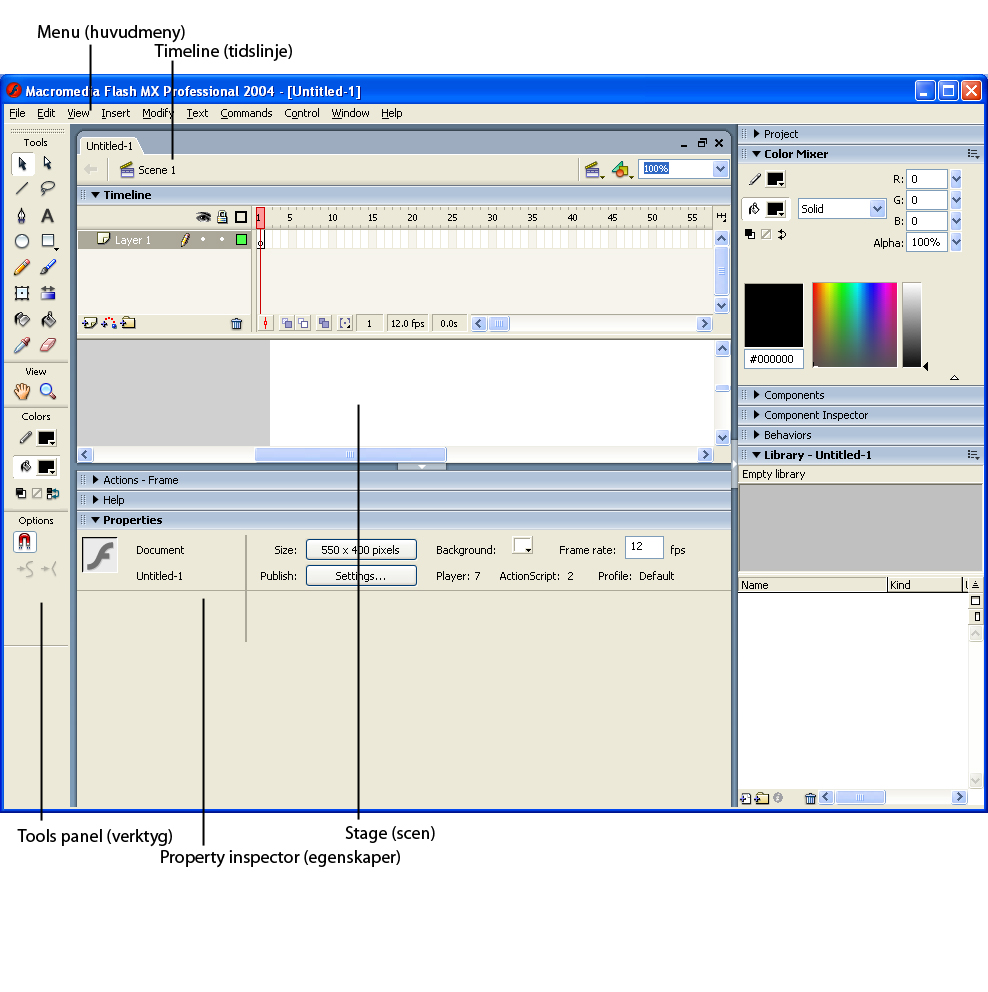 Menu (huvudmeny)
Timeline (tidslinje)
Macromedia Flash MX Professional 2004 - [Untitled-1]
File Edit View Insert Modify Text Commands Control Window Help
Tools
Untitled-1
Scene 1
100%
Timeline
1 5 10 15 20 25 30 35 40 45 50 55
Layer 1
1 12.0 fps 0.0s
View
Colors
Options
Actions - Frame
Help
Properties
Document
Untitled-1
Size: 550 x 400 pixels Background: Frame rate: 12 fps
Publish: Settings... Player: 7 ActionScript: 2 Profile: Default
Project
Color Mixer
R: 0
G: 0
Solid
B: 0
Alpha: 100%
#000000
Components
Component Inspector
Behaviors
Library - Untitled-1
Empty library
Name Kind
Tools panel (verktyg)
Stage (scen)
Property inspector (egenskaper)